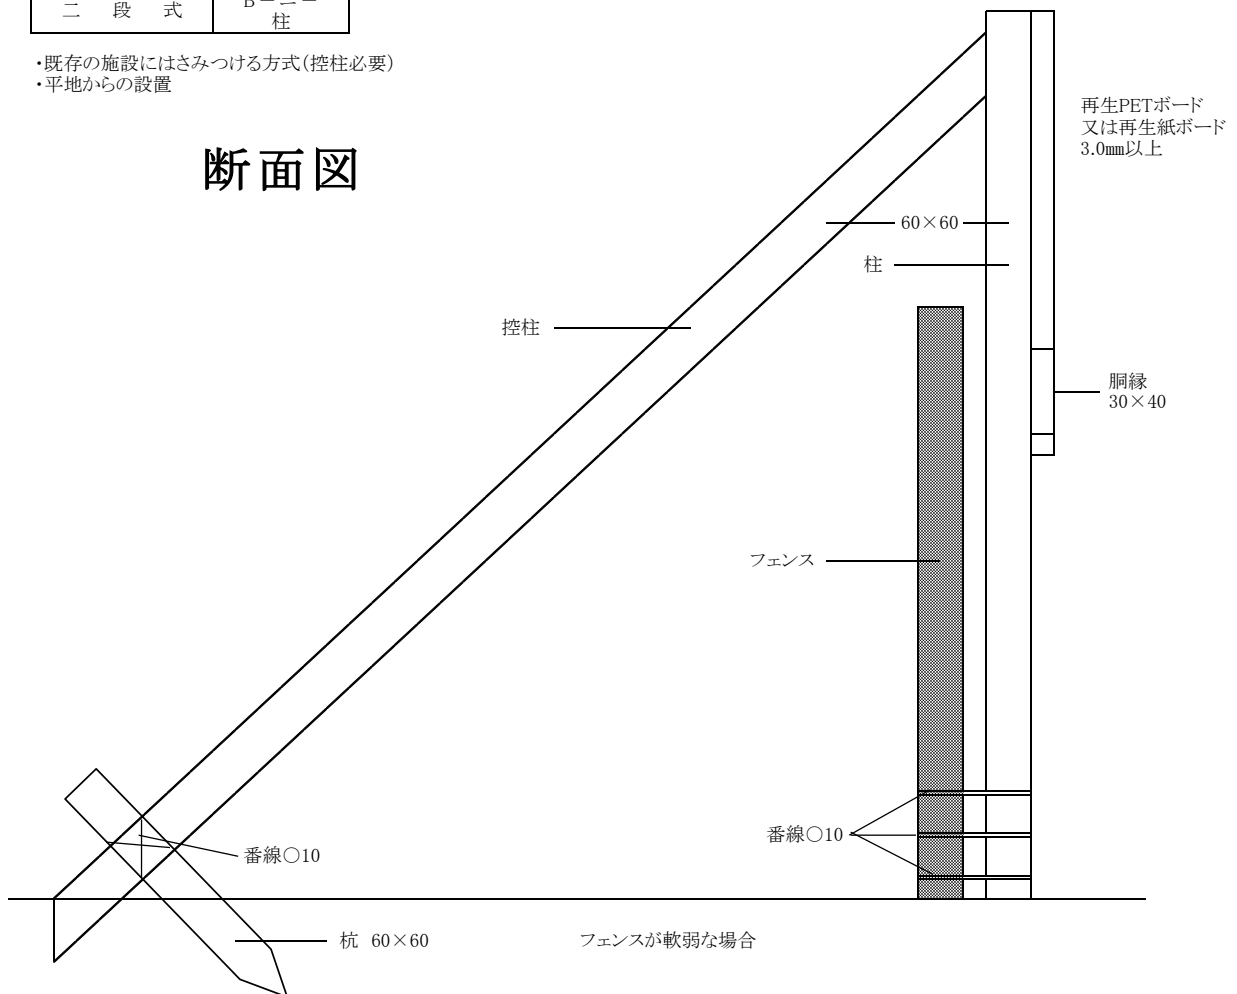 二 段 式
B－二－
柱
・既存の施設にはさみつける方式（控柱必要）
・平地からの設置
断面図
再生PETボード
又は再生紙ボード
3.0㎜以上
60×60
柱
控柱
胴縁
30×40
フェンス
番線○10
番線○10
杭 60×60
フェンスが軟弱な場合